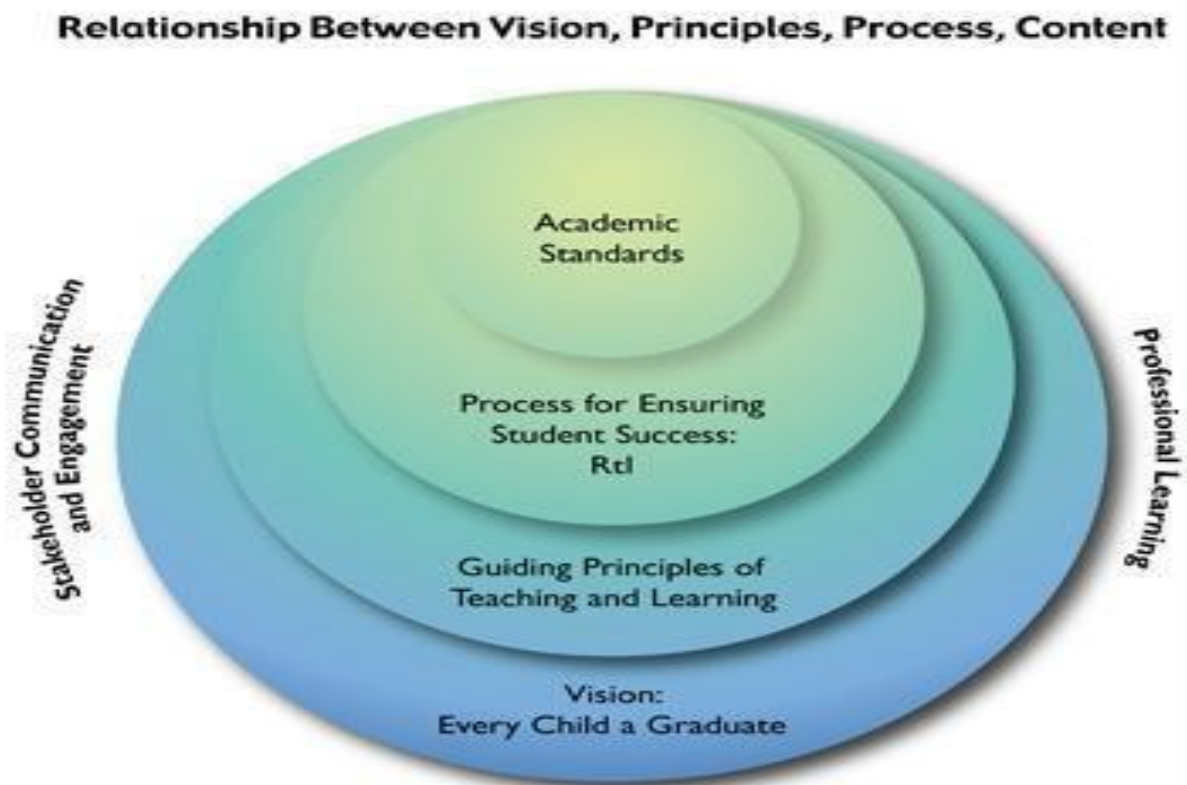 Relationship Between Vision, Principles, Process, Content
Academic
Standards
Process for Ensuring
Student Success:
RtI
Guiding Principles of
Teaching and Learning
Vision:
Every Child a Graduate
Stakeholder Communication
and Engagement
Professional Learning